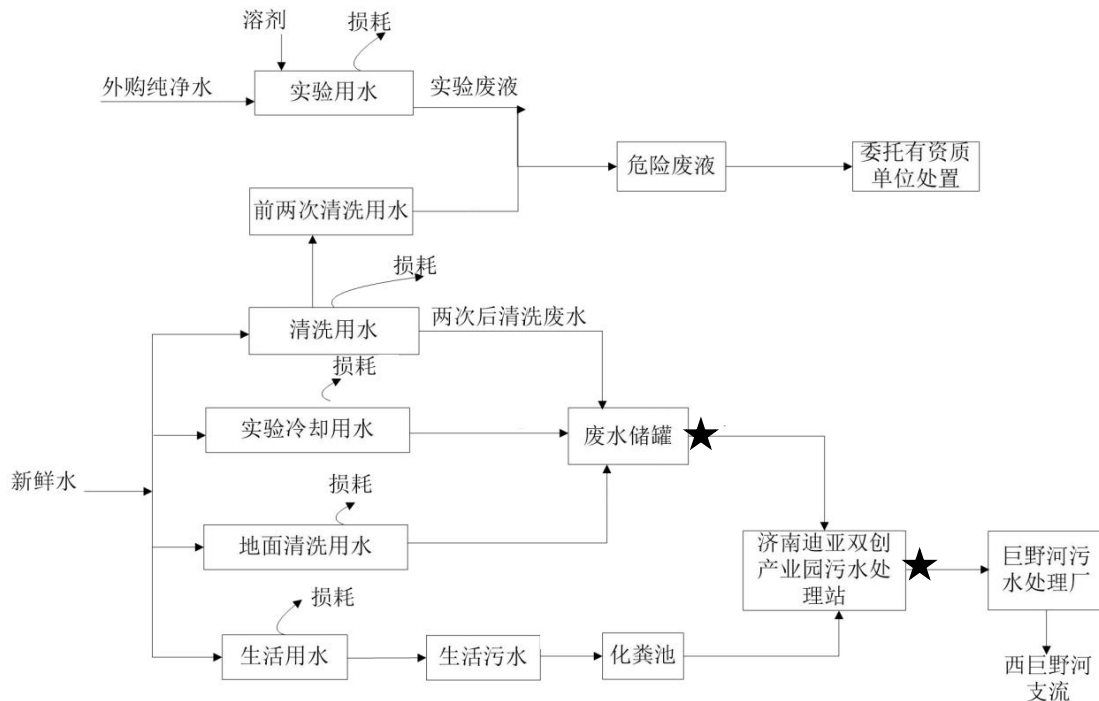 溶剂
损耗
外购纯净水
实验用水
实验废液
危险废液
委托有资质
单位处置
前两次清洗用水
损耗
清洗用水
两次后清洗废水
损耗
实验冷却用水
废水储罐
新鲜水
损耗
地面清洗用水
济南迪亚双创
产业园污水处
理站
巨野河污
水处理厂
损耗
生活用水
生活污水
化粪池
西巨野河
支流